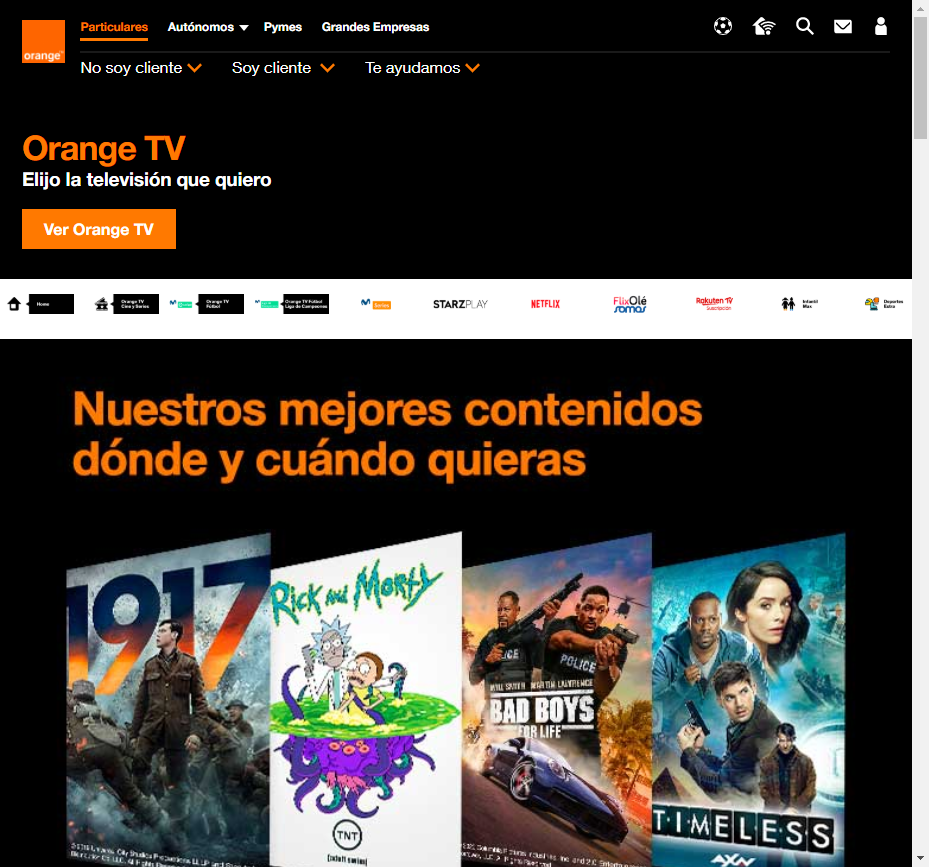 Particulares
Autónomos
Pymes
Grandes Empresas
orange™
No soy cliente
Soy cliente
Te ayudamos
Orange TV
Elijo la televisión que quiero
Ver Orange TV
Home
Orange TV
Cine y Series
Orange TV
Fútbol
Orange TV Fútbol
Liga de Campeones
Series
STARZPLAY
NETFLIX
FlixOlé
somos
Rakuten TV
Suscripción
Infantil
Max
Deportes
Extra
Nuestros mejores contenidos
dónde y cuándo quieras
1917
Rick and Morty
TNT
[adult swim]
POLICE
WILL SMITH MARTIN LAWRENCE
BAD BOYS
FOR LIFE
TIMELESS
AXN